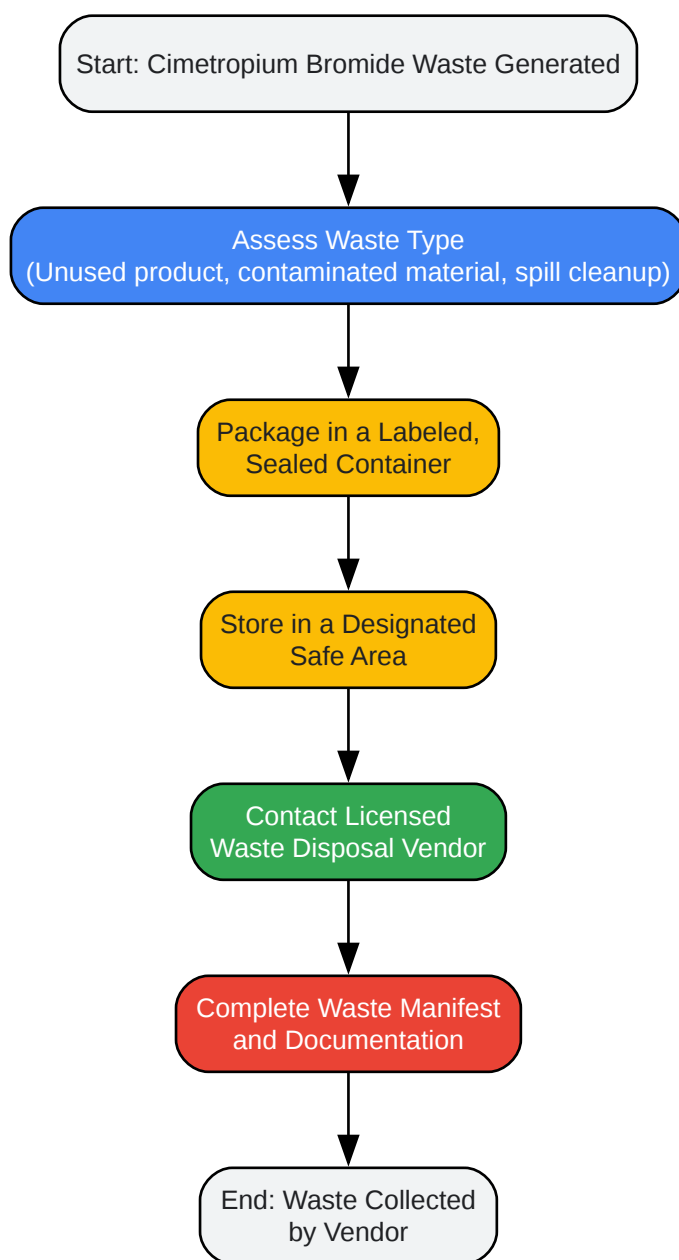 Start: Cimetropium Bromide Waste Generated
Assess Waste Type
(Unused product, contaminated material, spill cleanup)
Package in a Labeled,
Sealed Container
Store in a Designated
Safe Area
Contact Licensed
Waste Disposal Vendor
Complete Waste Manifest
and Documentation
End: Waste Collected
by Vendor